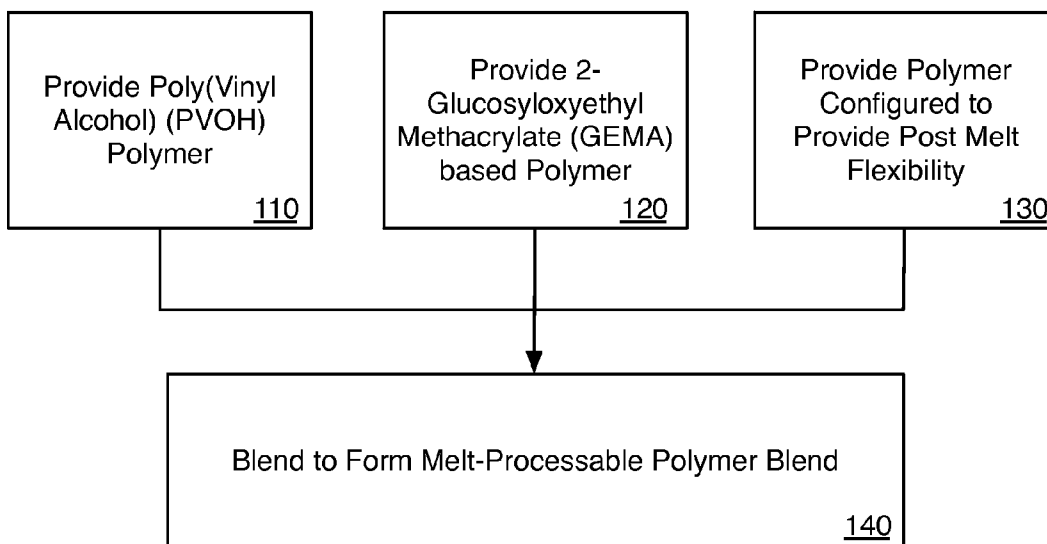 Provide Poly(Vinyl
Alcohol) (PVOH)
Polymer
110
Provide 2-
Glucosyloxyethyl
Methacrylate (GEMA)
based Polymer
120
Provide Polymer
Configured to
Provide Post Melt
Flexibility
130
Blend to Form Melt-Processable Polymer Blend
140